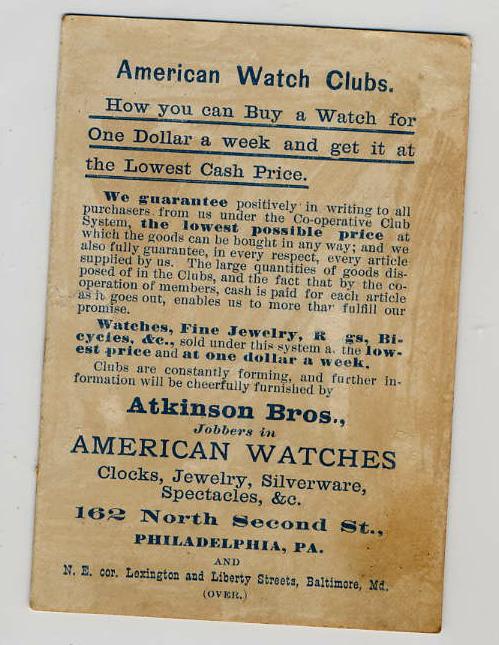 American Watch Clubs.
How you can Buy a Watch for
One Dollar a week and get it at
the Lowest Cash Price.
We guarantee positively in writing to all
purchasers from us under the Co-operative Club
System, the lowest possible price at
which the goods can be bought in any way; and we
also fully guarantee, in every respect, every article
supplied by us. The large quantities of goods dis-
posed of in the Clubs, and the fact that by the co-
operation of members, cash is paid for each article
as it goes out, enables us to more than fulfill our
promise.
Watches, Fine Jewelry, R gs, Bi-
cycles, &c., sold under this system a. the low-
est price and at one dollar a week.
Clubs are constantly forming, and further in-
formation will be cheerfully furnished by
Atkinson Bros.,
Jobbers in
AMERICAN WATCHES
Clocks, Jewelry, Silverware,
Spectacles, &c.
162 North Second St.,
PHILADELPHIA, PA.
AND
N. E. cor. Lexington and Liberty Streets, Baltimore, Md.
(OVER.)